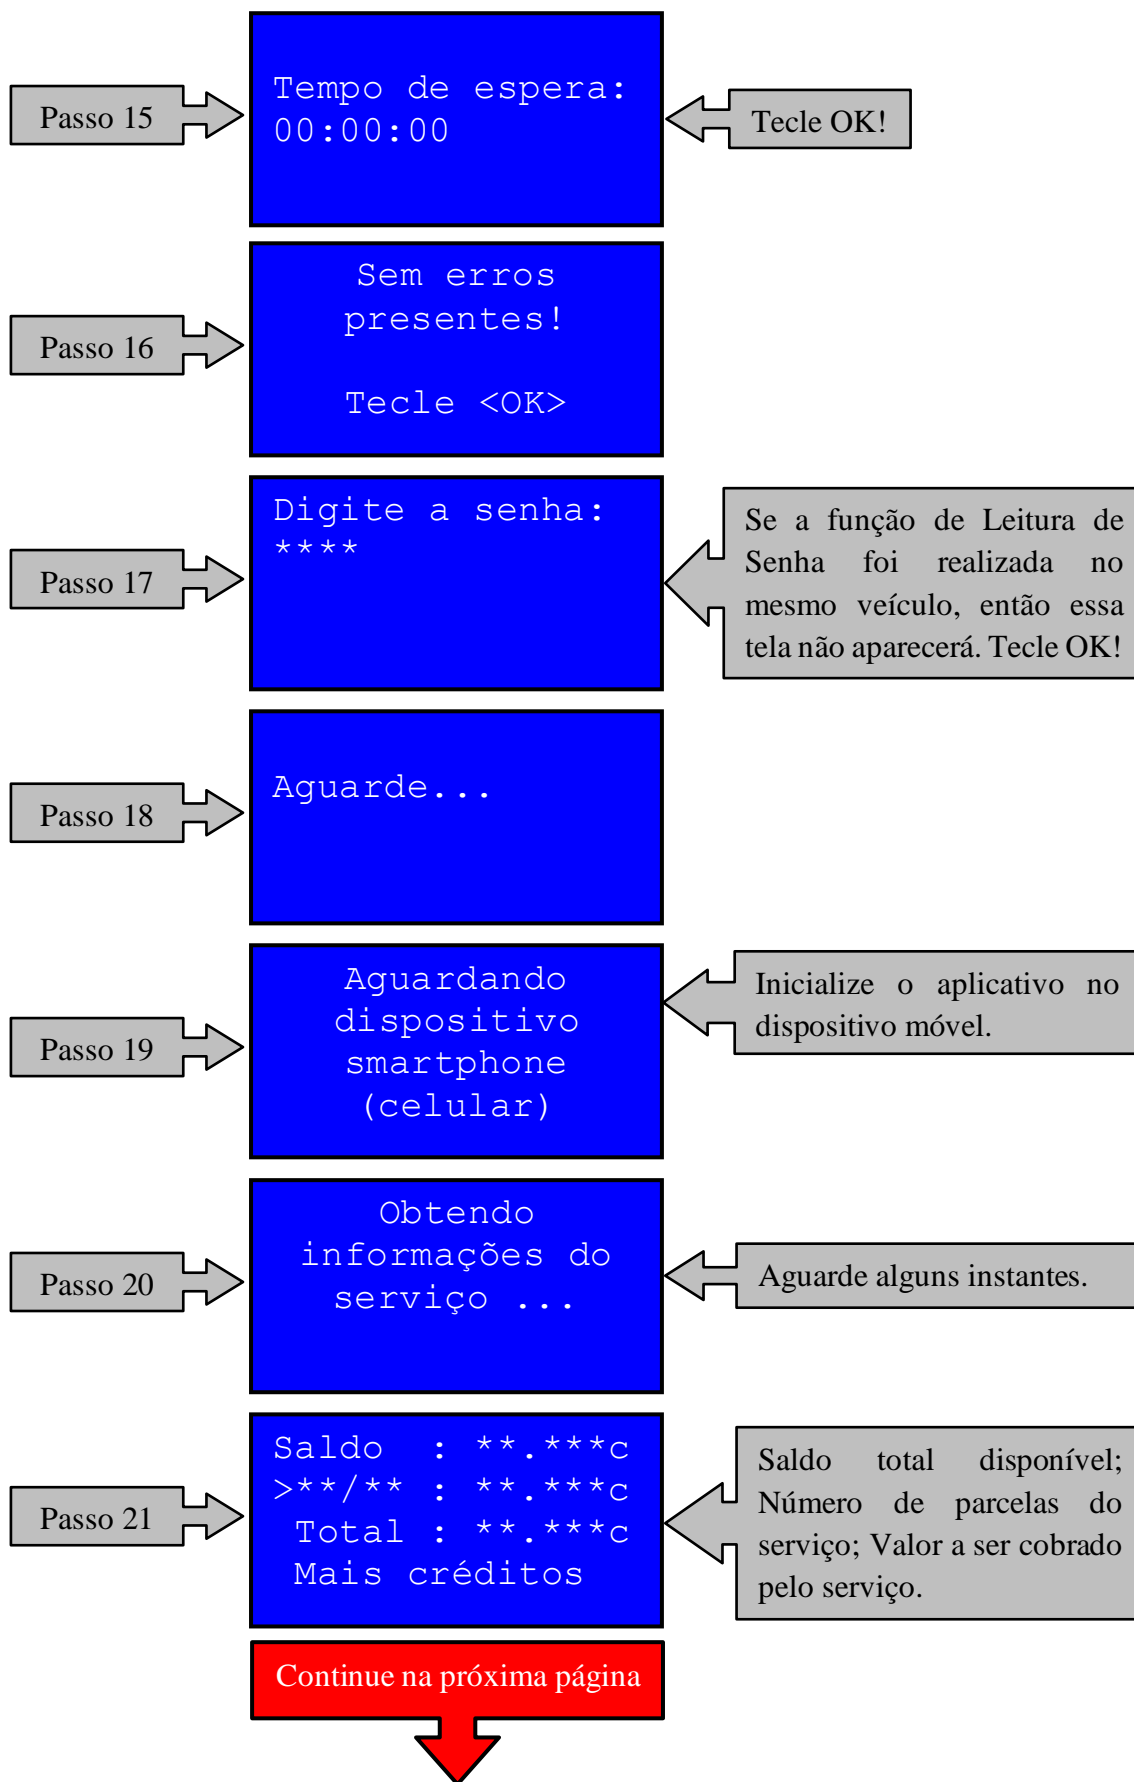 Passo 15
Tempo de espera:
00:00:00
Tecle OK!
Passo 16
Sem erros
presentes!
Tecle <OK>
Passo 17
Digite a senha:
****
Se a função de Leitura de
Senha foi realizada no
mesmo veículo, então essa
tela não aparecerá. Tecle OK!
Passo 18
Aguarde...
Passo 19
Aguardando
dispositivo
smartphone
(celular)
Inicialize o aplicativo no
dispositivo móvel.
Passo 20
Obtendo
informações do
serviço ...
Aguarde alguns instantes.
Passo 21
Saldo : **.***c
>**/** : **.***c
Total : **.***c
Mais créditos
Saldo total disponível;
Número de parcelas do
serviço; Valor a ser cobrado
pelo serviço.
Continue na próxima página